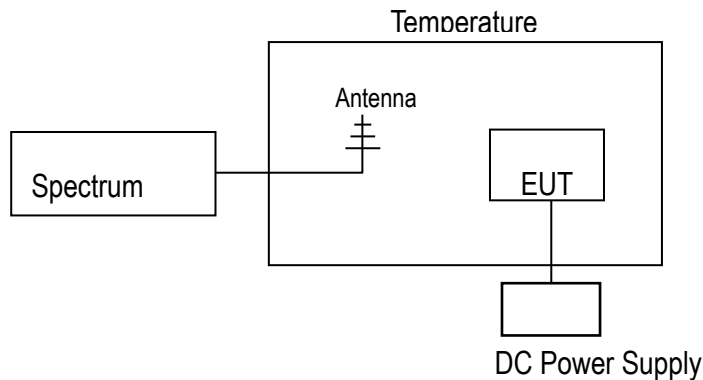 Temperature
Antenna
Spectrum
EUT
DC Power Supply